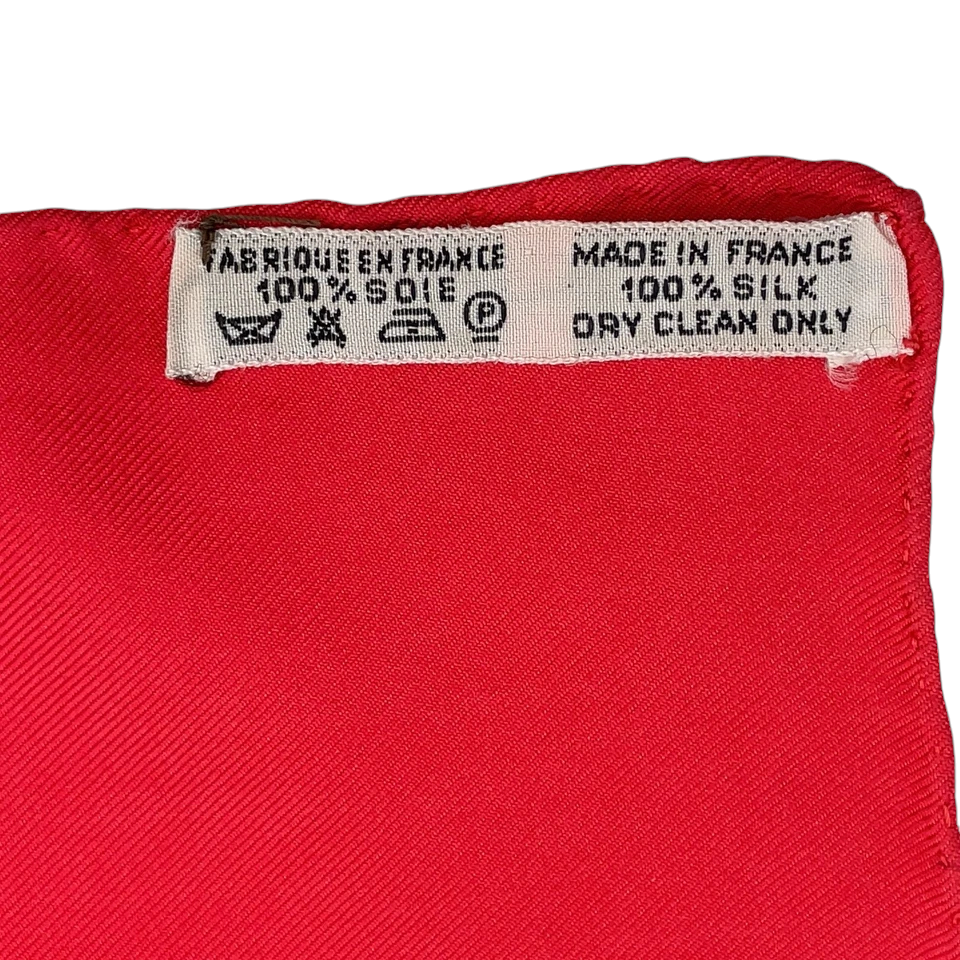 FABRIQUE EN FRANCE
100% SOIE
P
MADE IN FRANCE
100% SILK
DRY CLEAN ONLY